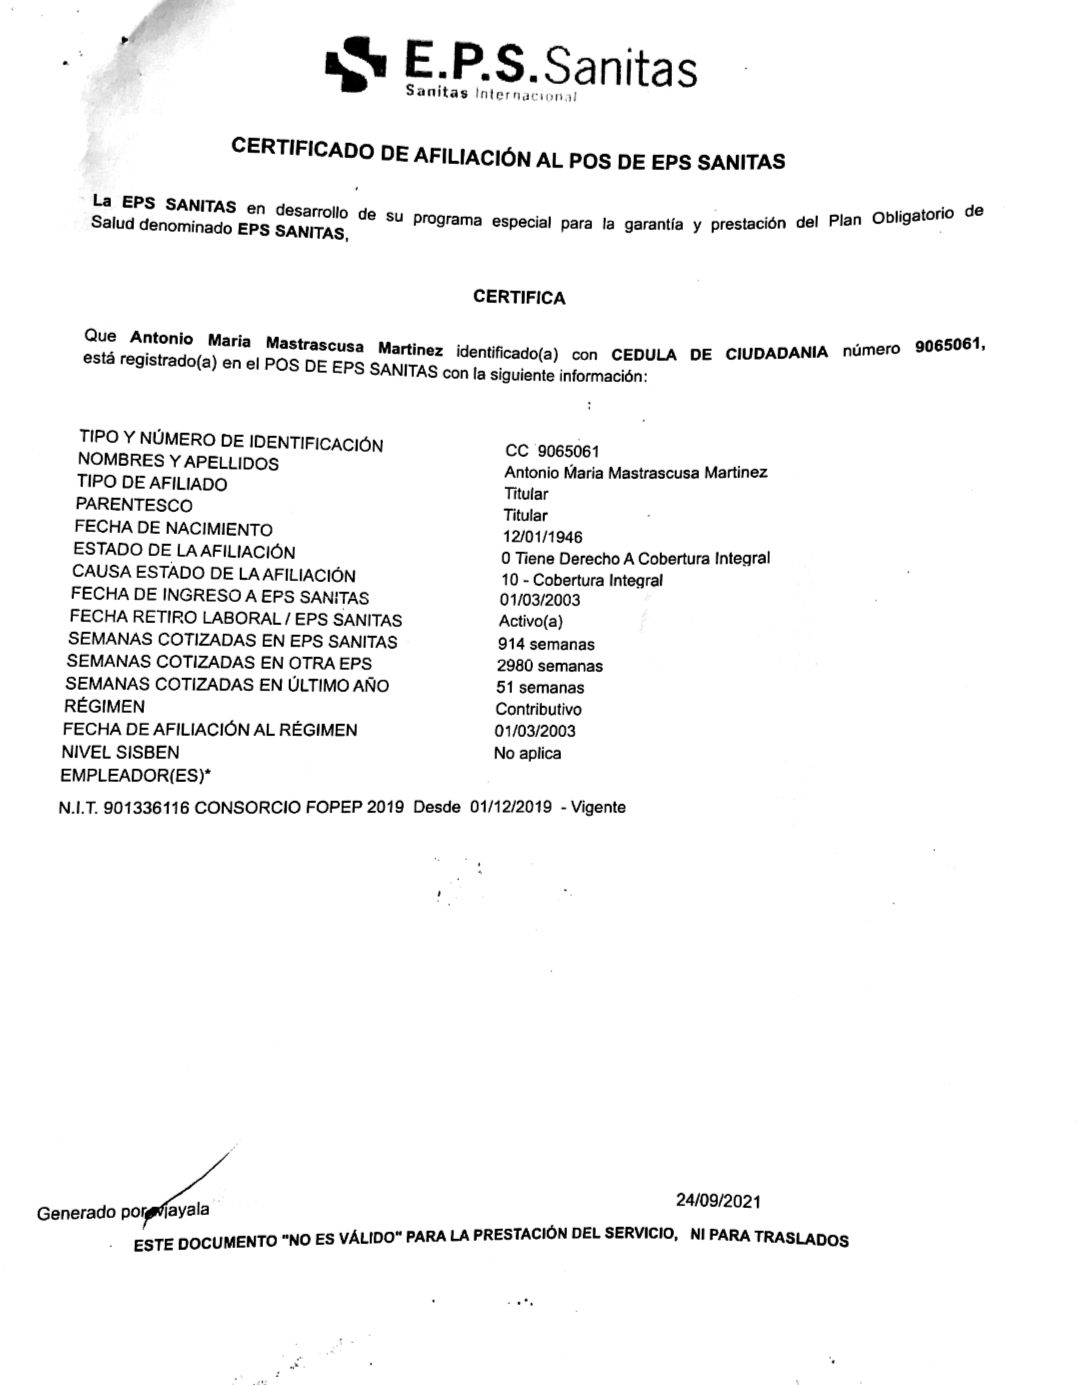 E.P.S. Sanitas
Sanitas Internacional
CERTIFICADO DE AFILIACIÓN AL POS DE EPS SANITAS
La EPS SANITAS en desarrollo de su programa especial para la garantía y prestación del Plan Obligatorio de
Salud denominado EPS SANITAS,
CERTIFICA
Que Antonio Maria Mastrascusa Martinez identificado(a) con CEDULA DE CIUDADANIA número 9065061,
está registrado(a) en el POS DE EPS SANITAS con la siguiente información:
TIPO Y NÚMERO DE IDENTIFICACIÓN CC 9065061
NOMBRES Y APELLIDOS Antonio Maria Mastrascusa Martinez
TIPO DE AFILIADO Titular
PARENTESCO Titular
FECHA DE NACIMIENTO 12/01/1946
ESTADO DE LA AFILIACIÓN 0 Tiene Derecho A Cobertura Integral
CAUSA ESTADO DE LA AFILIACIÓN 10 - Cobertura Integral
FECHA DE INGRESO A EPS SANITAS 01/03/2003
FECHA RETIRO LABORAL / EPS SANITAS Activo(a)
SEMANAS COTIZADAS EN EPS SANITAS 914 semanas
SEMANAS COTIZADAS EN OTRA EPS 2980 semanas
SEMANAS COTIZADAS EN ÚLTIMO AÑO 51 semanas
RÉGIMEN Contributivo
FECHA DE AFILIACIÓN AL RÉGIMEN 01/03/2003
NIVEL SISBEN No aplica
EMPLEADOR(ES)*
N.I.T. 901336116 CONSORCIO FOPEP 2019 Desde 01/12/2019 - Vigente
Generado por
24/09/2021
ESTE DOCUMENTO "NO ES VÁLIDO" PARA LA PRESTACIÓN DEL SERVICIO, NI PARA TRASLADOS